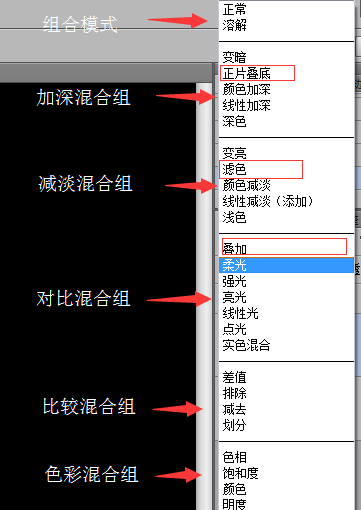 组合模式
正常
溶解
加深混合组
变暗
正片叠底
颜色加深
线性加深
深色
减淡混合组
变亮
滤色
颜色减淡
线性减淡（添加）
浅色
对比混合组
叠加
柔光
强光
亮光
线性光
点光
实色混合
比较混合组
差值
排除
减去
划分
色彩混合组
色相
饱和度
颜色
明度